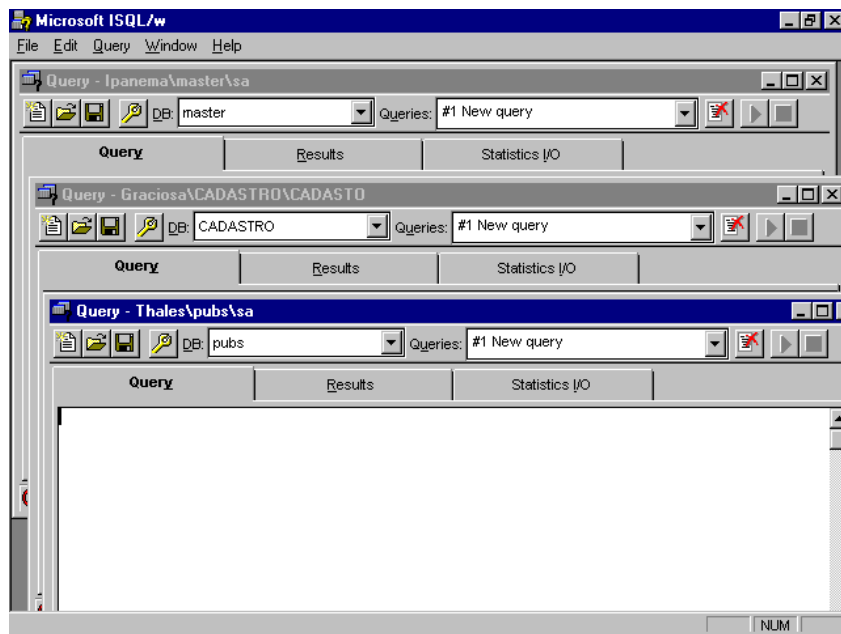 Microsoft ISQL/w
File Edit Query Window Help
Query - Ipanema\master\sa
DB: master Queries: #1 New query
Query Results Statistics I/O
Query - Graciosa\CADASTRO\CADASTO
DB: CADASTRO Queries: #1 New query
Query Results Statistics I/O
Query - Thales\pubs\sa
DB: pubs Queries: #1 New query
Query Results Statistics I/O
NUM